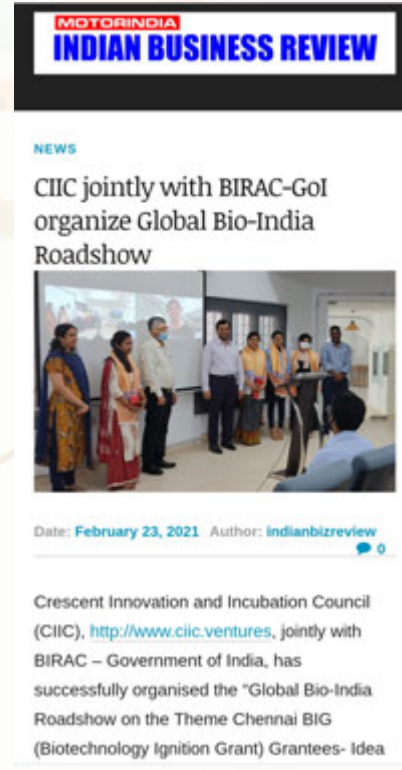 MOTORINDIA
INDIAN BUSINESS REVIEW
NEWS
CIIC jointly with BIRAC-GoI
organize Global Bio-India
Roadshow
Date: February 23, 2021 Author: indianbizreview
0
Crescent Innovation and Incubation Council
(CIIC), http://www.ciic.ventures, jointly with
BIRAC – Government of India, has
successfully organised the "Global Bio-India
Roadshow on the Theme Chennai BIG
(Biotechnology Ignition Grant) Grantees- Idea